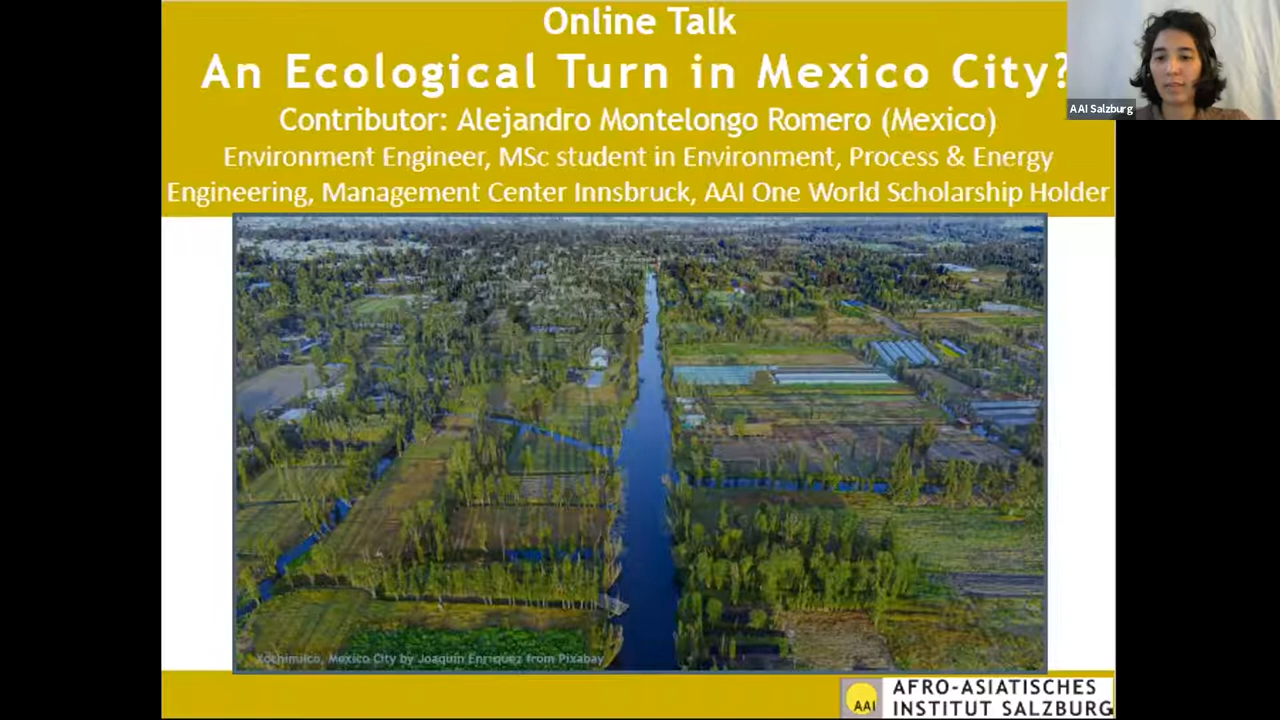 Online Talk
An Ecological Turn in Mexico City?
Contributor: Alejandro Montelongo Romero (Mexico)
Environment Engineer, MSc student in Environment, Process & Energy
Engineering, Management Center Innsbruck, AAI One World Scholarship Holder
AAI Salzburg
Xochimilco, Mexico City by Joaquín Enríquez from Pixabay
AAI
AFRO-ASIATISCHES
INSTITUT SALZBURG